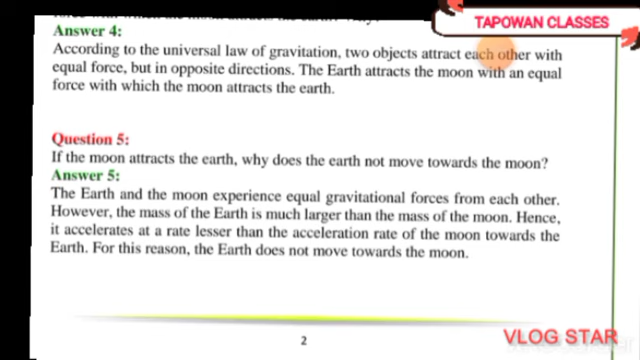 TAPOWAN CLASSES
Answer 4:
According to the universal law of gravitation, two objects attract each other with
equal force, but in opposite directions. The Earth attracts the moon with an equal
force with which the moon attracts the earth.
Question 5:
If the moon attracts the earth, why does the earth not move towards the moon?
Answer 5:
The Earth and the moon experience equal gravitational forces from each other.
However, the mass of the Earth is much larger than the mass of the moon. Hence,
it accelerates at a rate lesser than the acceleration rate of the moon towards the
Earth. For this reason, the Earth does not move towards the moon.
2
VLOG STAR